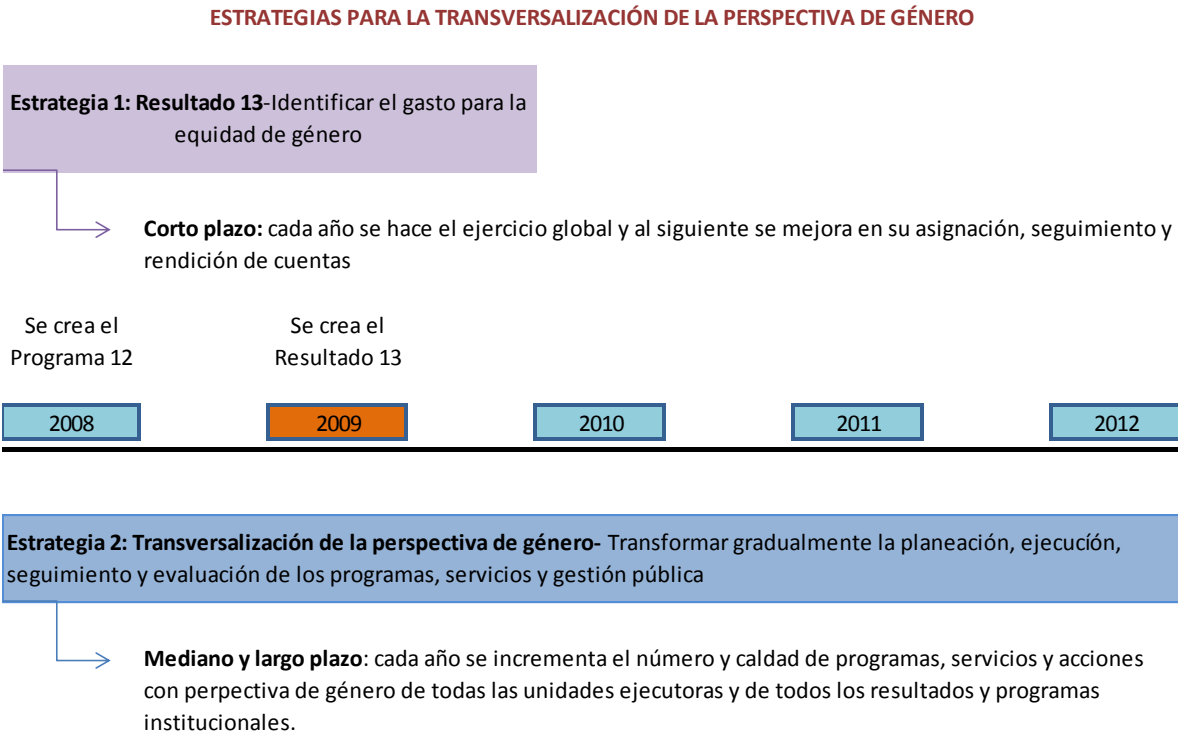 ESTRATEGIAS PARA LA TRANSVERSALIZACIÓN DE LA PERSPECTIVA DE GÉNERO
Estrategia 1: Resultado 13-Identificar el gasto para la
equidad de género
Corto plazo: cada año se hace el ejercicio global y al siguiente se mejora en su asignación, seguimiento y
rendición de cuentas
Se crea el
Programa 12
Se crea el
Resultado 13
2008
2009
2010
2011
2012
Estrategia 2: Transversalización de la perspectiva de género- Transformar gradualmente la planeación, ejecucíón,
seguimiento y evaluación de los programas, servicios y gestión pública
Mediano y largo plazo: cada año se incrementa el número y caldad de programas, servicios y acciones
con perpectiva de género de todas las unidades ejecutoras y de todos los resultados y programas
institucionales.